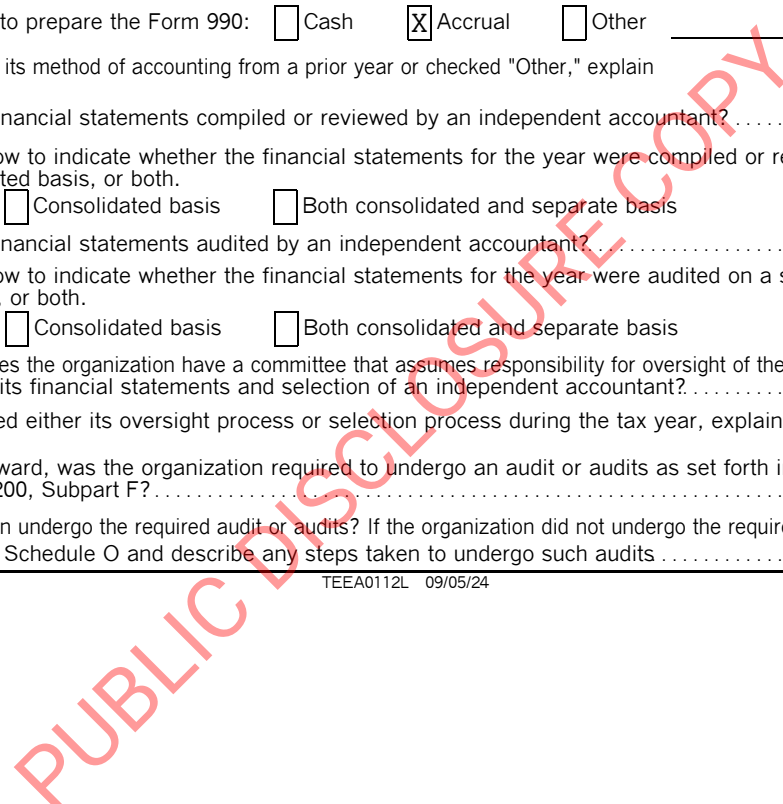 to prepare the Form 990: Cash X Accrual Other
its method of accounting from a prior year or checked "Other," explain
nancial statements compiled or reviewed by an independent accountant? . . . . .
ow to indicate whether the financial statements for the year were compiled or re
ted basis, or both.
Consolidated basis Both consolidated and separate basis
nancial statements audited by an independent accountant? . . . . . . . . . . . . . . . . . .
ow to indicate whether the financial statements for the year were audited on a s
, or both.
Consolidated basis Both consolidated and separate basis
es the organization have a committee that assumes responsibility for oversight of the
its financial statements and selection of an independent accountant? . . . . . . . . .
ed either its oversight process or selection process during the tax year, explain
ward, was the organization required to undergo an audit or audits as set forth i
200, Subpart F? . . . . . . . . . . . . . . . . . . . . . . . . . . . . . . . . . . . . . . . . . . . . . . . . . . . . . . . . . . .
n undergo the required audit or audits? If the organization did not undergo the require
Schedule O and describe any steps taken to undergo such audits . . . . . . . . . . .
TEEA0112L 09/05/24
PUBLIC DISCLOSURE COPY